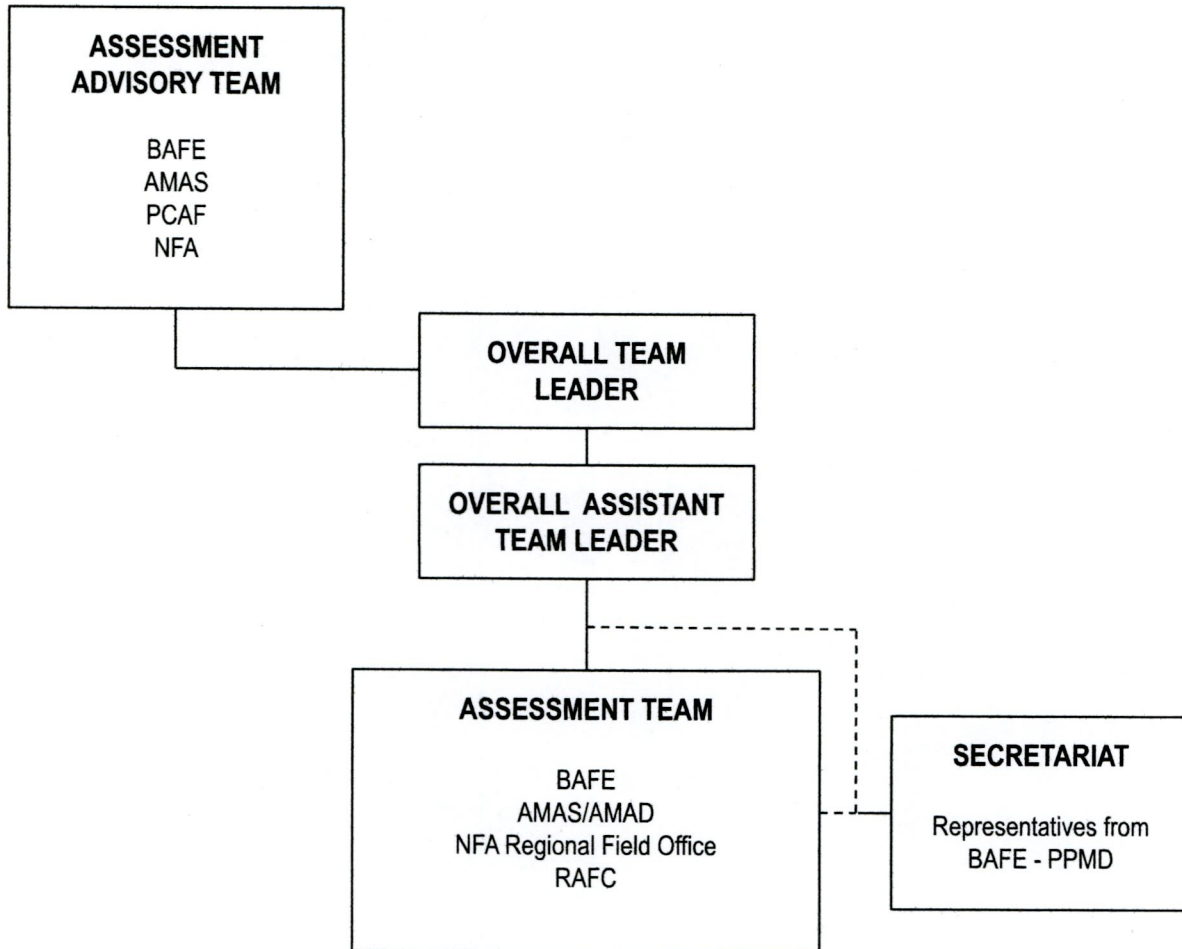 ASSESSMENT
ADVISORY TEAM
BAFE
AMAS
PCAF
NFA
OVERALL TEAM
LEADER
OVERALL ASSISTANT
TEAM LEADER
ASSESSMENT TEAM
BAFE
AMAS/AMAD
NFA Regional Field Office
RAFC
SECRETARIAT
Representatives from
BAFE - PPMD